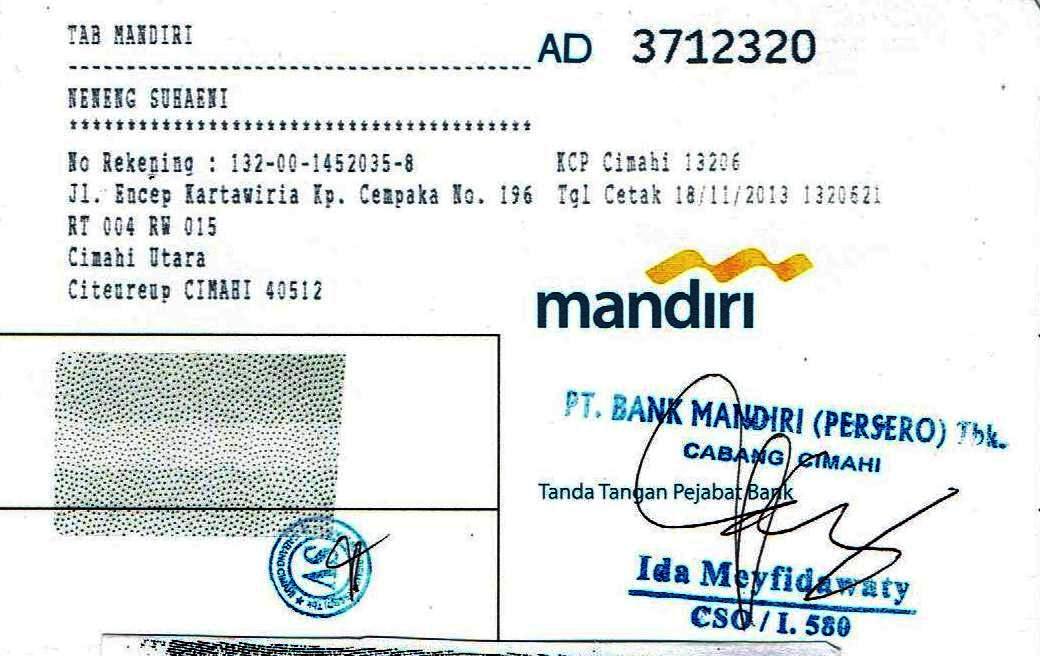 TAB MANDIRI
AD 3712320
NENENG SUHAENI
****************************************
No Rekening : 132-00-1452035-8
KCP Cimahi 13206
Jl. Encep Kartawiria Kp. Cempaka No. 196
Tgl Cetak 18/11/2013 1320621
RT 004 RW 015
Cimahi Utara
Citeureup CIMAHI 40512
mandiri
PT. BANK MANDIRI (PERSERO) Tbk.
CABANG CIMAHI
Tanda Tangan Pejabat Bank
Ida Meyfidawaty
CSO / I. 580